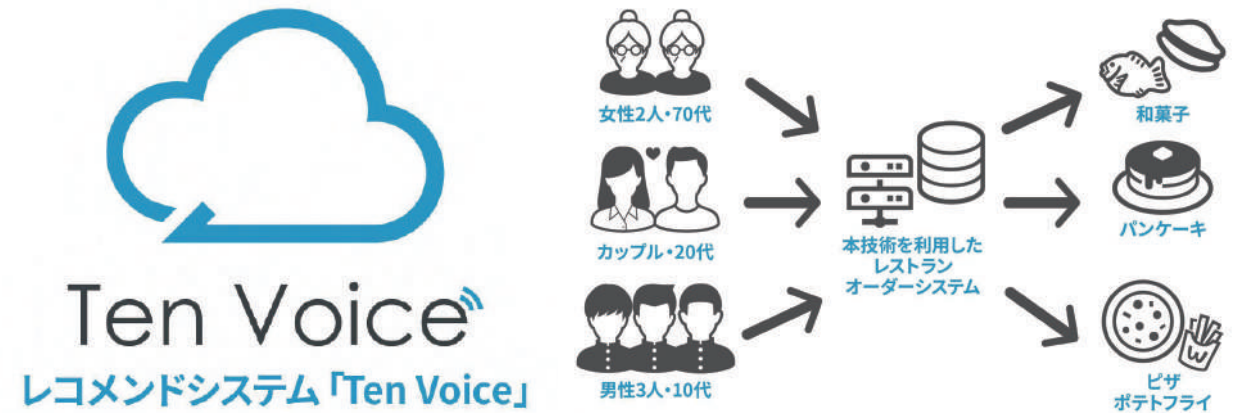 Ten Voice
レコメンドシステム「Ten Voice」
女性2人・70代
カップル・20代
男性3人・10代
本技術を利用した
レストラン
オーダーシステム
和菓子
パンケーキ
W
ピザ
ポテトフライ